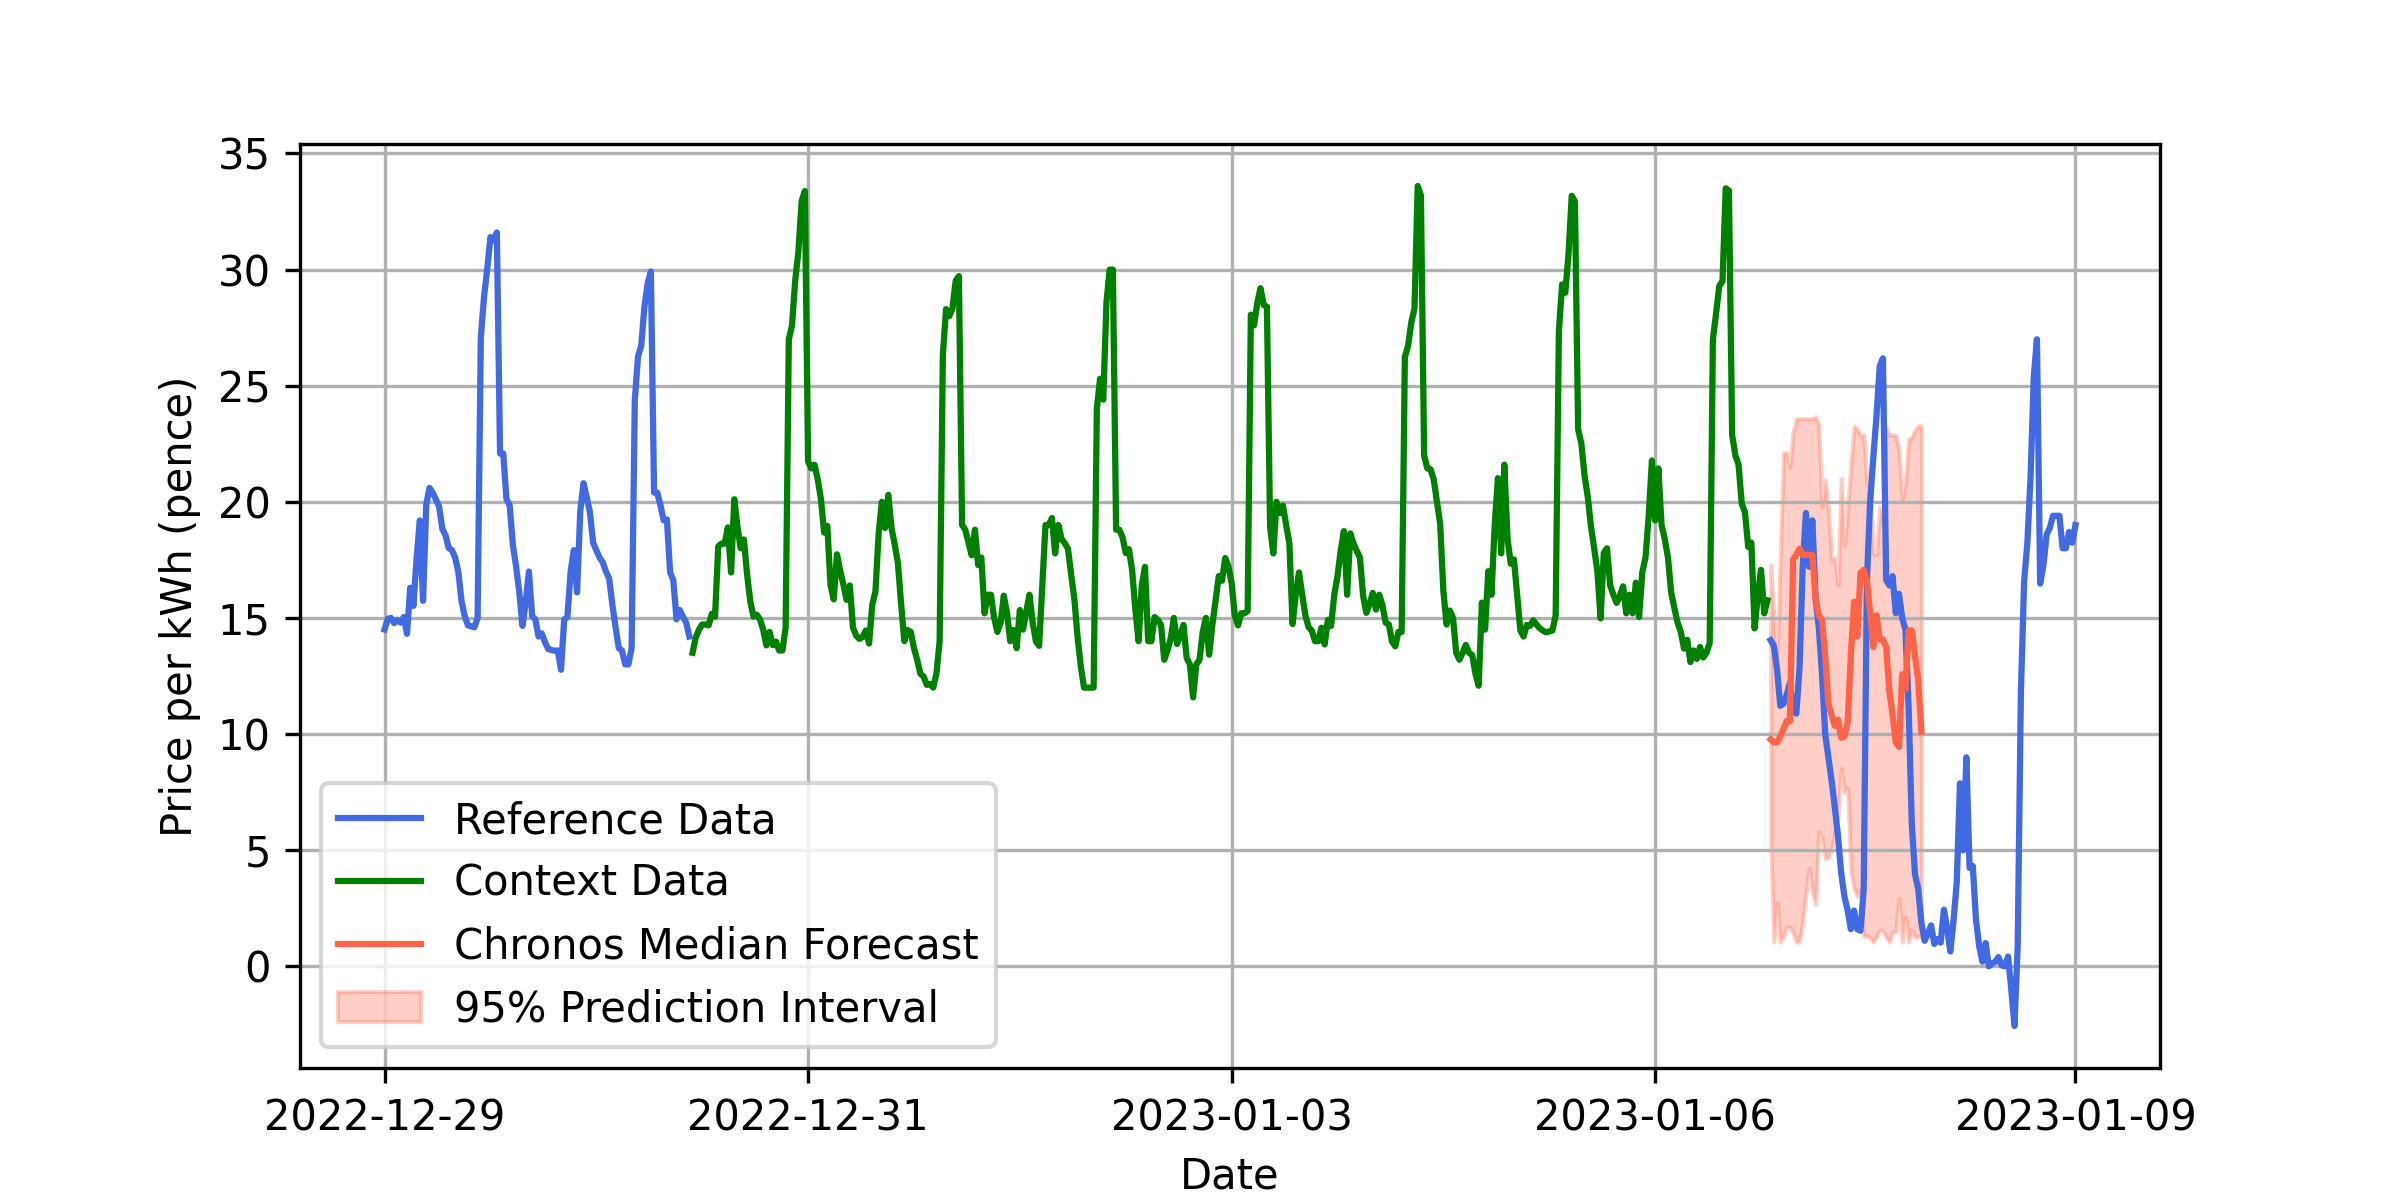 35
30
25
20
15
10
5
0
Price per kWh (pence)
Reference Data
Context Data
Chronos Median Forecast
95% Prediction Interval
2022-12-29
2022-12-31
2023-01-03
2023-01-06
2023-01-09
Date